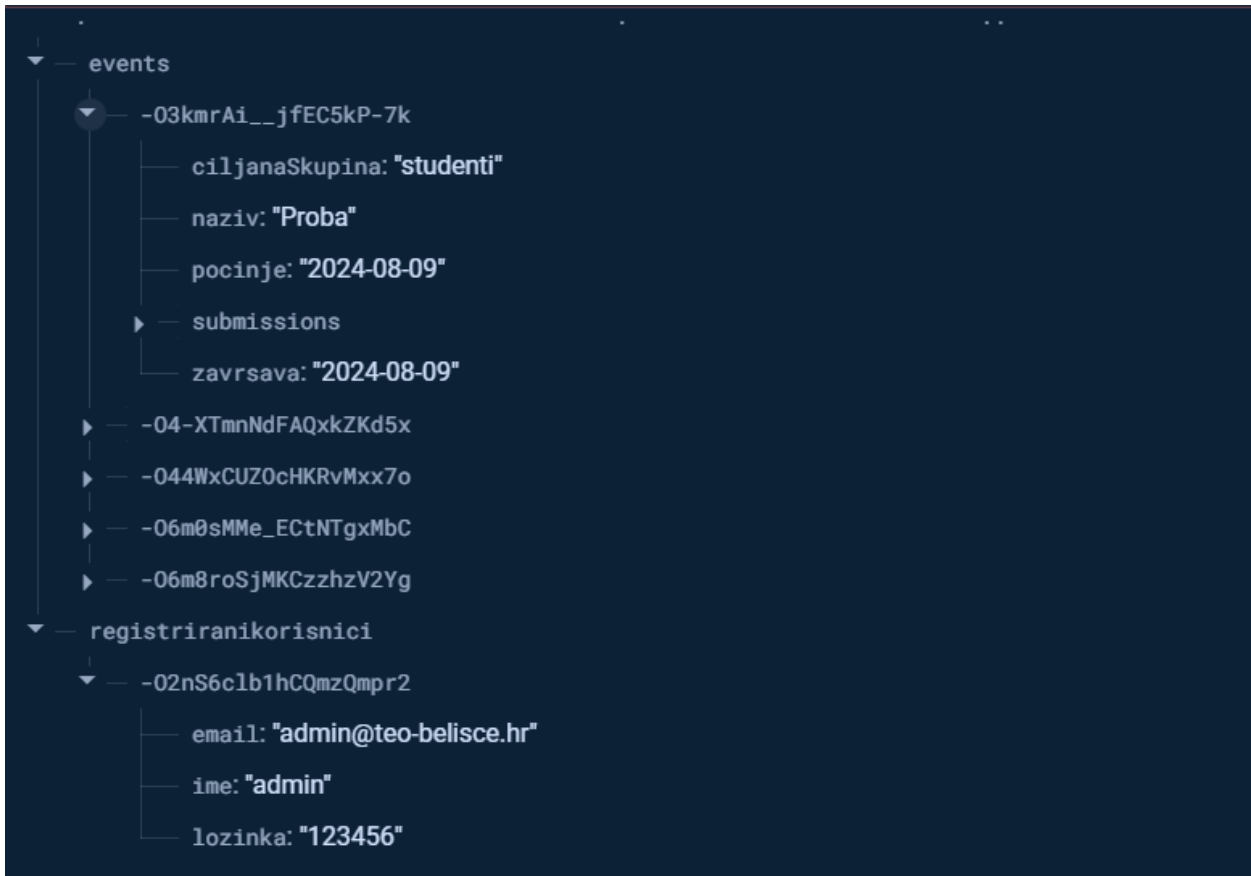 events
-O3kmrAi__jfEC5kP-7k
ciljanaSkupina: "studenti"
naziv: "Proba"
pocinje: "2024-08-09"
submissions
zavrsava: "2024-08-09"
-O4-XTmnNdFAQxkZKd5x
-O44WxCUZOcHKRvMxx7o
-O6m0sMMe_ECtNTgxMbC
-O6m8roSjMKCzzhzV2Yg
registriranikorisnici
-O2nS6clb1hCQmzQmpr2
email: "admin@teo-belisce.hr"
ime: "admin"
lozinka: "123456"